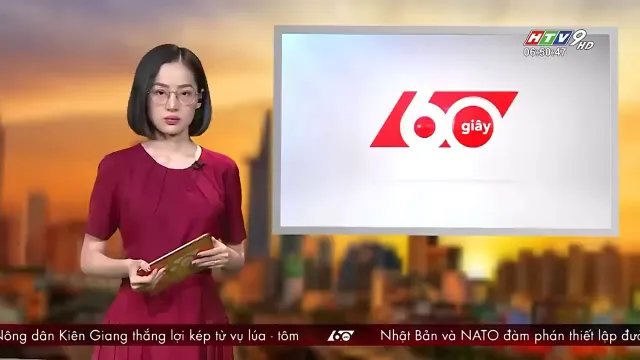 HTV9 HD
06:50:47
60 giây
Nông dân Kiên Giang thắng lợi kép từ vụ lúa - tôm 60 Nhật Bản và NATO đàm phán thiết lập